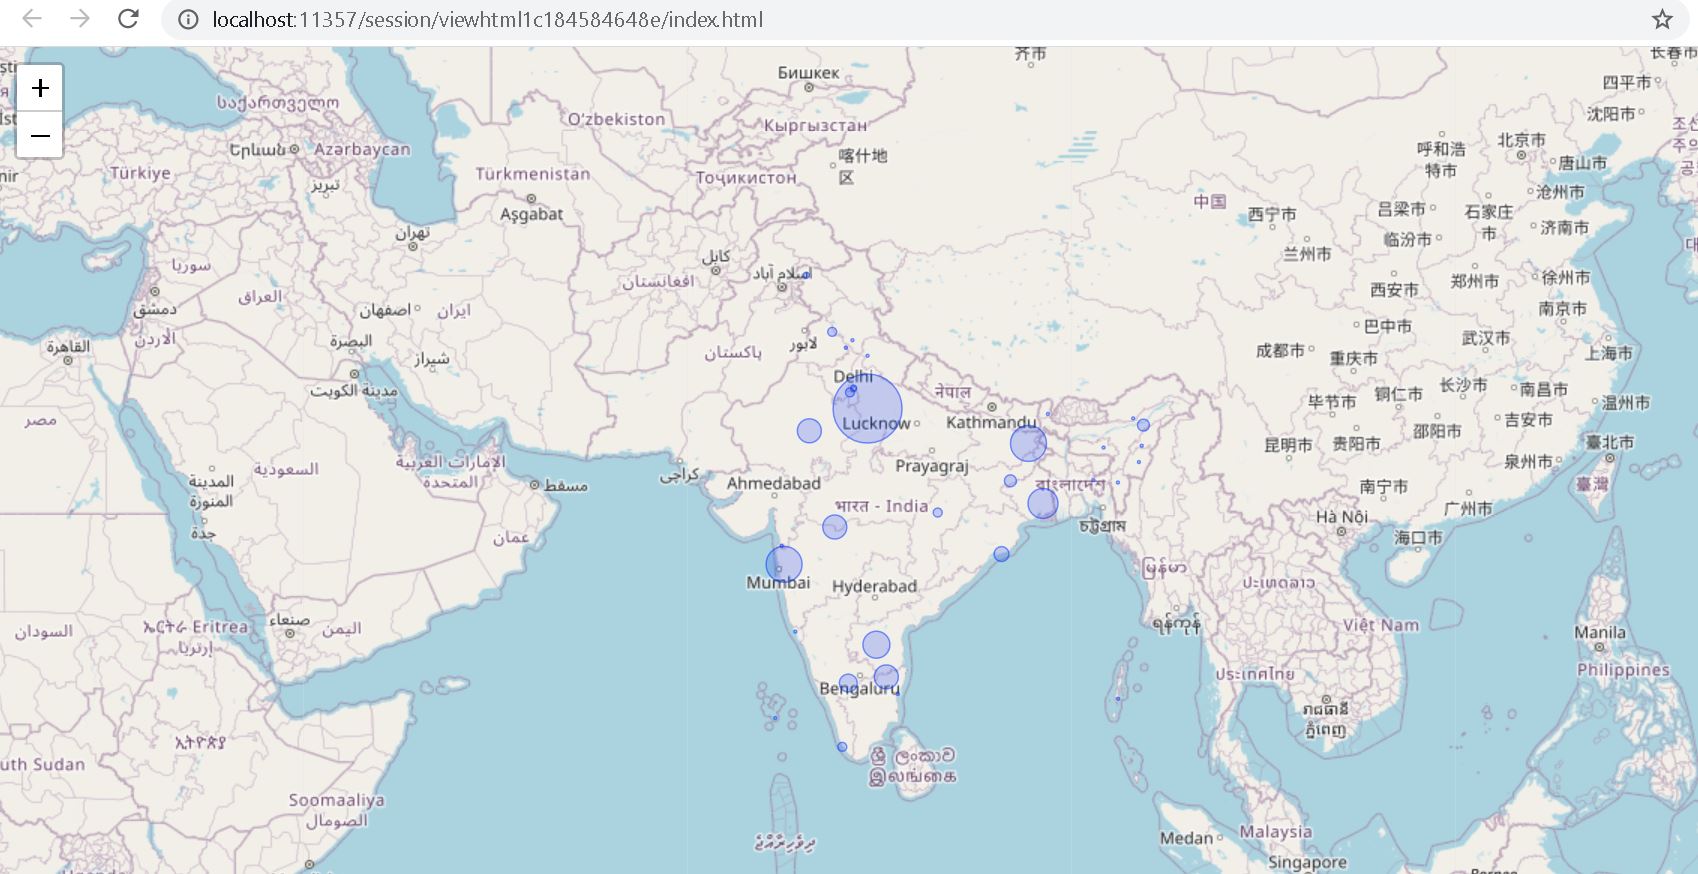 localhost:11357/session/viewhtml1c184584648e/index.html
+
−
Бишкек
齐市
长春市
四平市
საქართველო
O‘zbekiston
Кыргызстан
沈阳市
Երևան
Azərbaycan
喀什地
区
呼和浩
特市
北京市
唐山市
Türkiye
تبریز
Türkmenistan
Тоҷикистон
沧州市
Aşgabat
中国
西宁市
吕梁市
石家庄
市
济南市
تهران
临汾市
兰州市
سوريا
کابل
افغانستان
اسلام آباد
郑州市
徐州市
العراق
دمشق
اصفهان
ایران
西安市
南京市
الأردن
البصرة
لاہور
پاکستان
巴中市
武汉市
القاهرة
شیراز
成都市
重庆市
上海市
مدينة الكويت
Delhi
नेपाल
毕节市
铜仁市
长沙市
南昌市
温州市
مصر
Lucknow
Kathmandu
昆明市
贵阳市
邵阳市
吉安市
臺北市
السعودية
الإمارات العربية
المتحدة
Prayagraj
泉州市
المدينة
المنورة
مسقط
کراچی
Ahmedabad
বাংলাদেশ
南宁市
臺灣
भारत - India
广州市
جدة
عمان
চট্টগ্রাম
Hà Nội
海口市
Mumbai
Hyderabad
မြန်မာ
ປະເທດລາວ
ኤርትራ Eritrea
إرتريا
صنعاء
اليمن
السودان
ရန်ကုန်
Việt Nam
Manila
Philippines
ประเทศไทย
Bengaluru
រាជធានី
ភ្នំពេញ
ኢትዮጵያ
ශ්‍රී ලංකාව
இலங்கை
uth Sudan
Soomaaliya
الصومال
ދިވެހިރާއްޖެ
Medan
Malaysia
Singapore